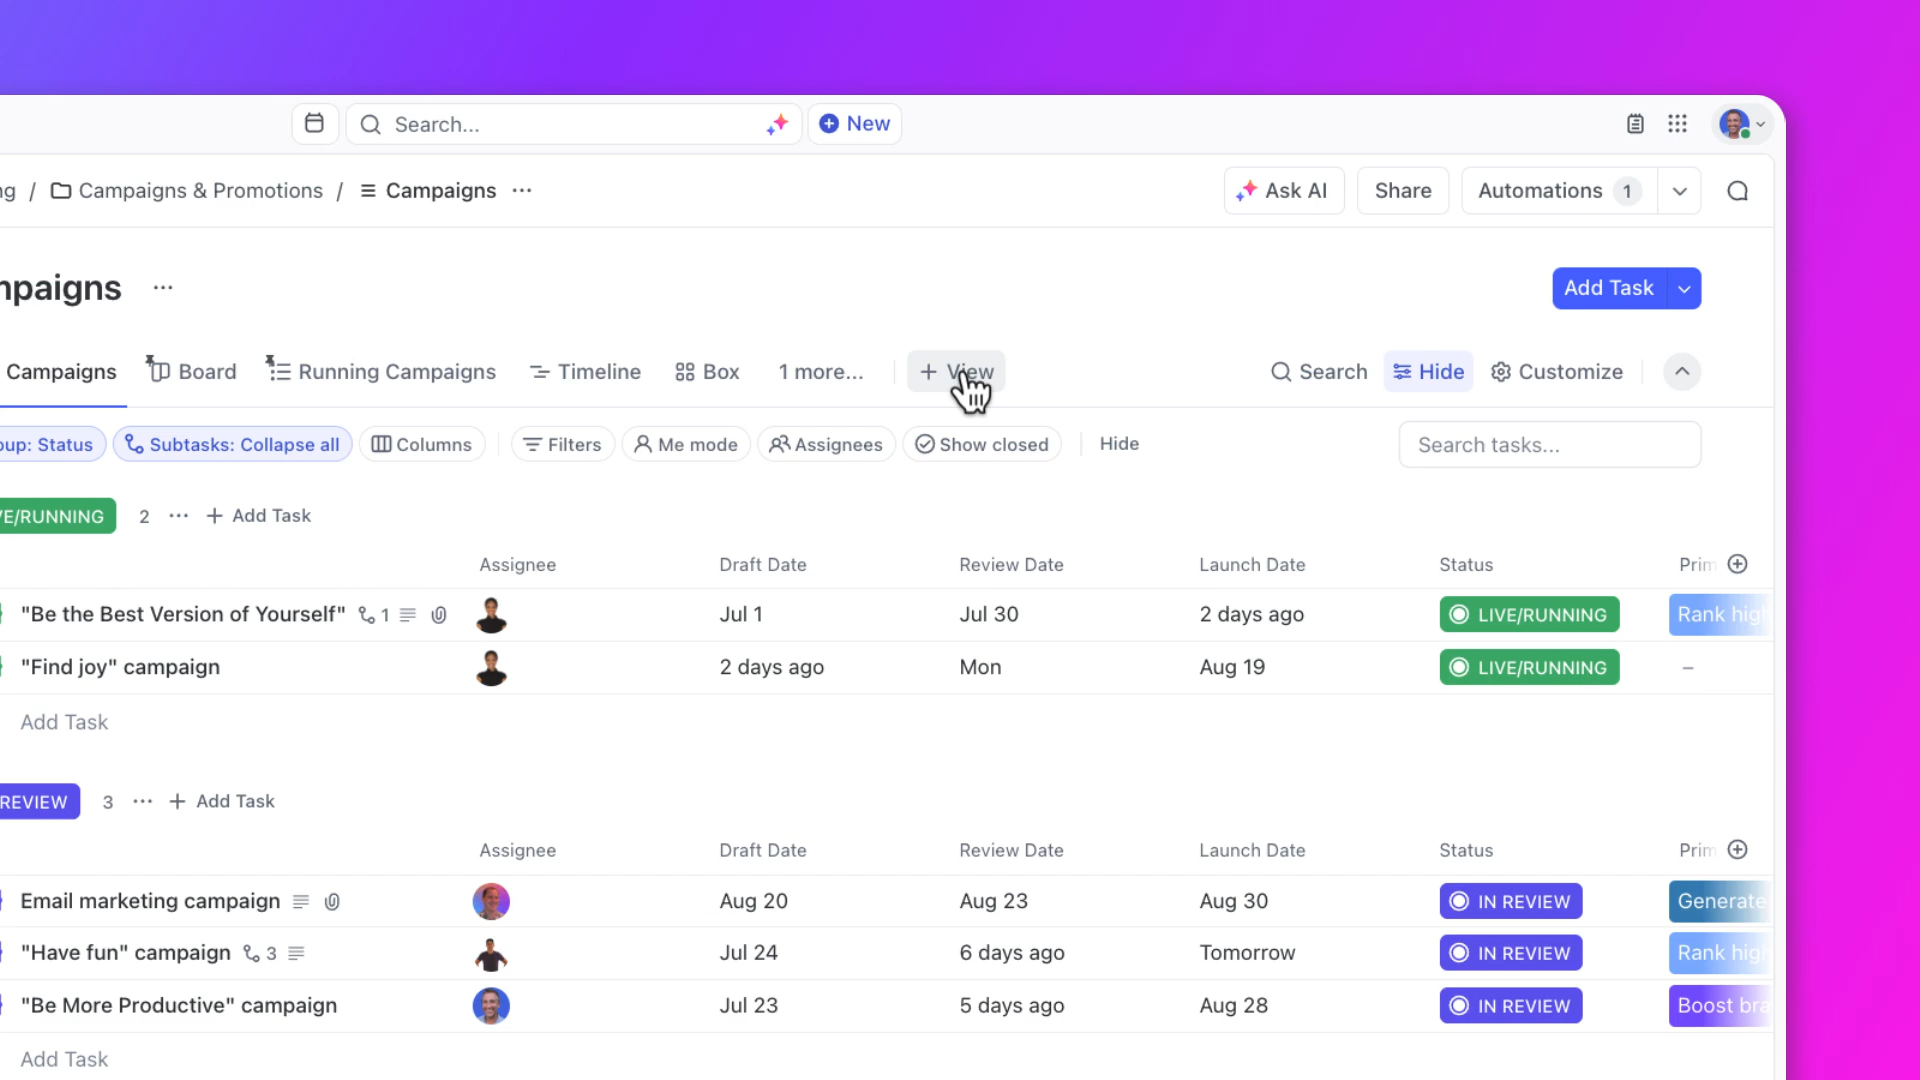 Search...
New
ng / Campaigns & Promotions / Campaigns ...
Ask AI
Share
Automations 1
mpaigns ...
Add Task
Campaigns
Board
Running Campaigns
Timeline
Box
1 more...
+ View
Search
Hide
Customize
oup: Status
Subtasks: Collapse all
Columns
Filters
Me mode
Assignees
Show closed
Hide
Search tasks...
VE/RUNNING 2 ... + Add Task
Assignee Draft Date Review Date Launch Date Status Prim
"Be the Best Version of Yourself" 1 Jul 1 Jul 30 2 days ago LIVE/RUNNING Rank hig
"Find joy" campaign 2 days ago Mon Aug 19 LIVE/RUNNING –
Add Task
REVIEW 3 ... + Add Task
Assignee Draft Date Review Date Launch Date Status Prim
Email marketing campaign Aug 20 Aug 23 Aug 30 IN REVIEW Generate
"Have fun" campaign 3 Jul 24 6 days ago Tomorrow IN REVIEW Rank hig
"Be More Productive" campaign Jul 23 5 days ago Aug 28 IN REVIEW Boost bra
Add Task